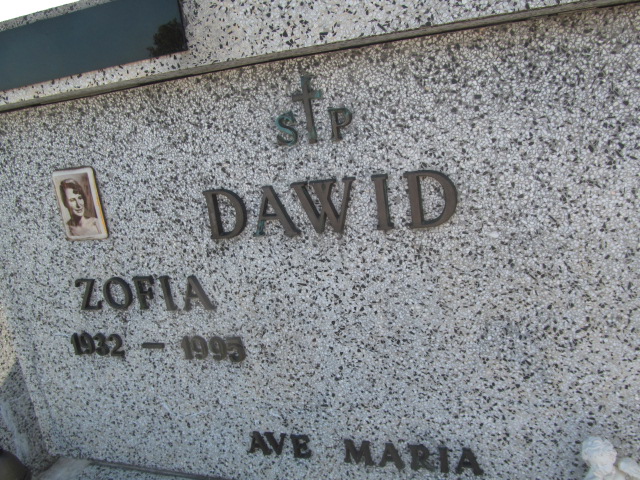 S P
DAWID
ZOFIA
1932 – 1995
AVE MARIA